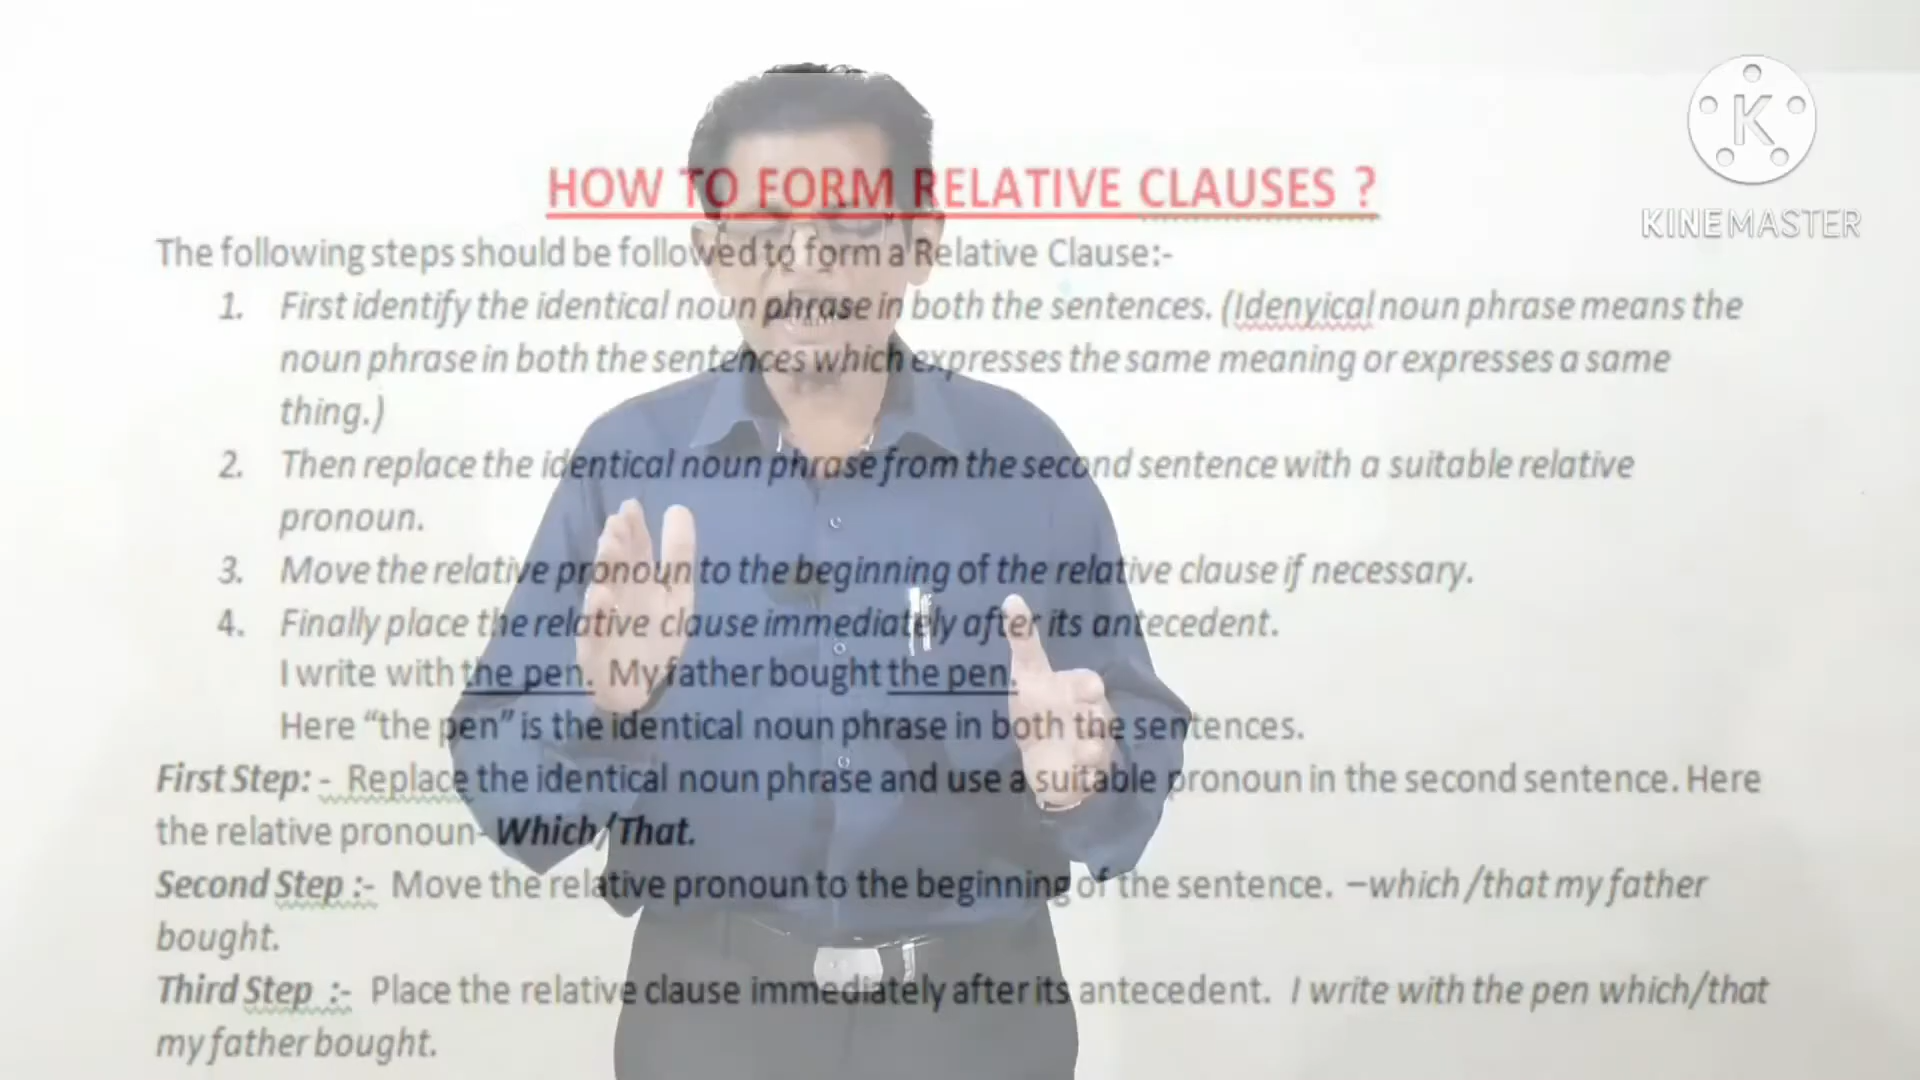 HOW TO FORM RELATIVE CLAUSES ?
The following steps should be followed to form a Relative Clause:-
1. First identify the identical noun phrase in both the sentences. (Idenyical noun phrase means the
noun phrase in both the sentences which expresses the same meaning or expresses a same
thing.)
2. Then replace the identical noun phrase from the second sentence with a suitable relative
pronoun.
3. Move the relative pronoun to the beginning of the relative clause if necessary.
4. Finally place the relative clause immediately after its antecedent.
I write with the pen. My father bought the pen.
Here “the pen” is the identical noun phrase in both the sentences.
First Step: - Replace the identical noun phrase and use a suitable pronoun in the second sentence. Here
the relative pronoun- Which/That.
Second Step :- Move the relative pronoun to the beginning of the sentence. –which /that my father
bought.
Third Step :- Place the relative clause immediately after its antecedent. I write with the pen which/that
my father bought.
K
KINEMASTER